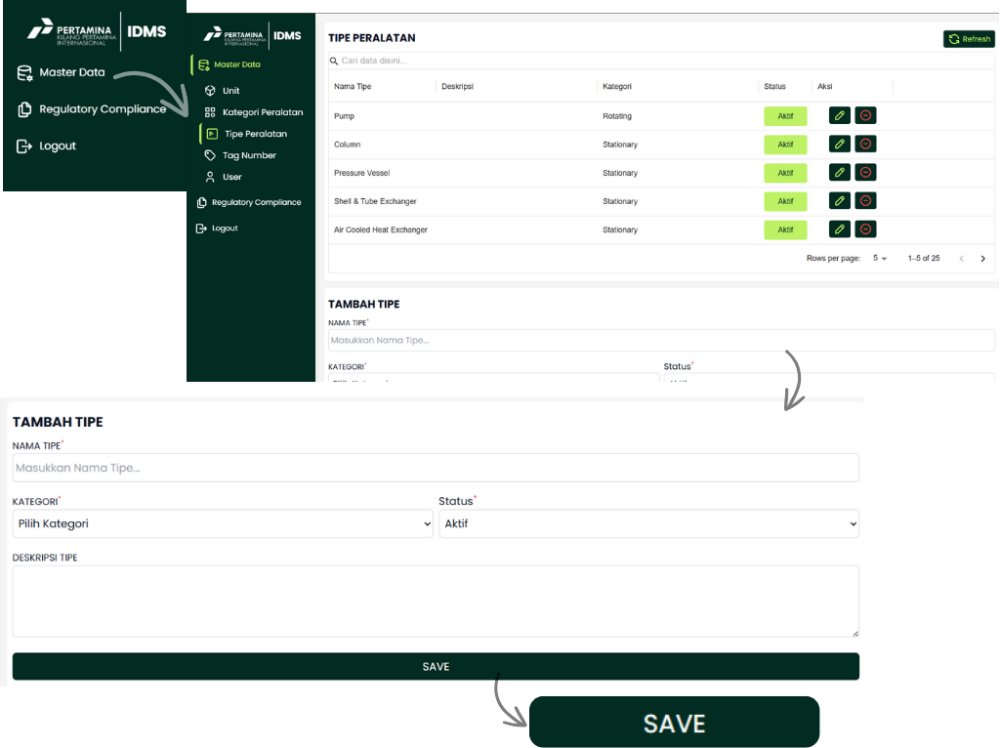 PERTAMINA
KILANG PERTAMINA
INTERNASIONAL
IDMS
Master Data
Regulatory Compliance
Logout
PERTAMINA
KILANG PERTAMINA
INTERNASIONAL
IDMS
Master Data
Unit
Kategori Peralatan
Tipe Peralatan
Tag Number
User
Regulatory Compliance
Logout
TIPE PERALATAN
Refresh
Cari data disini...
Nama Tipe Deskripsi Kategori Status Aksi
Pump Rotating Aktif
Column Stationary Aktif
Pressure Vessel Stationary Aktif
Shell & Tube Exchanger Stationary Aktif
Air Cooled Heat Exchanger Stationary Aktif
Rows per page: 5 1–5 of 25
TAMBAH TIPE
NAMA TIPE*
Masukkan Nama Tipe...
KATEGORI* Status*
TAMBAH TIPE
NAMA TIPE*
Masukkan Nama Tipe...
KATEGORI* Status*
Pilih Kategori Aktif
DESKRIPSI TIPE
SAVE
SAVE